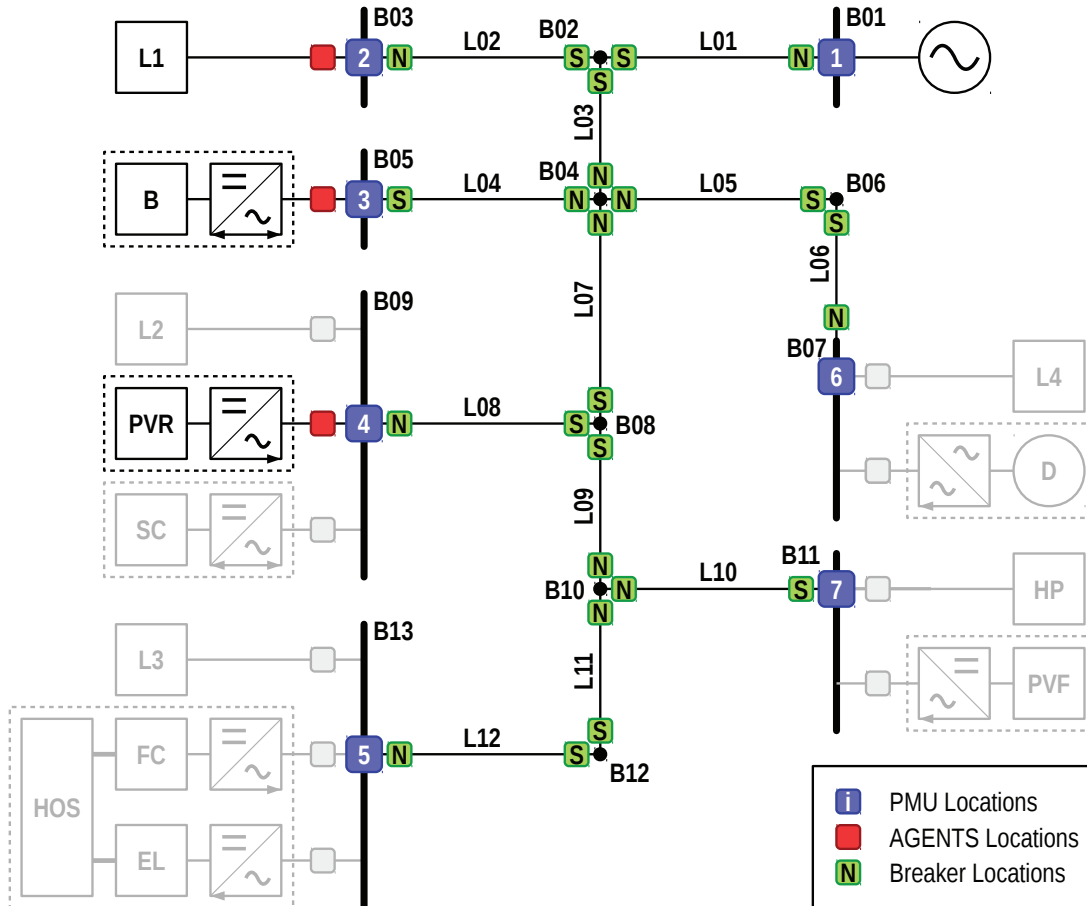 B03
B02
B01
L02
L01
L1
2
N
S
S
N
1
S
L03
B05
B04
N
L04
L05
B06
B
3
S
N
N
S
N
S
L07
L06
B09
N
L2
B07
6
L4
S
PVR
4
N
L08
S
B08
S
D
SC
L09
B11
N
L10
B10
N
S
7
HP
N
B13
L3
L11
PVF
S
FC
5
N
L12
S
B12
HOS
EL
i PMU Locations
AGENTS Locations
N Breaker Locations